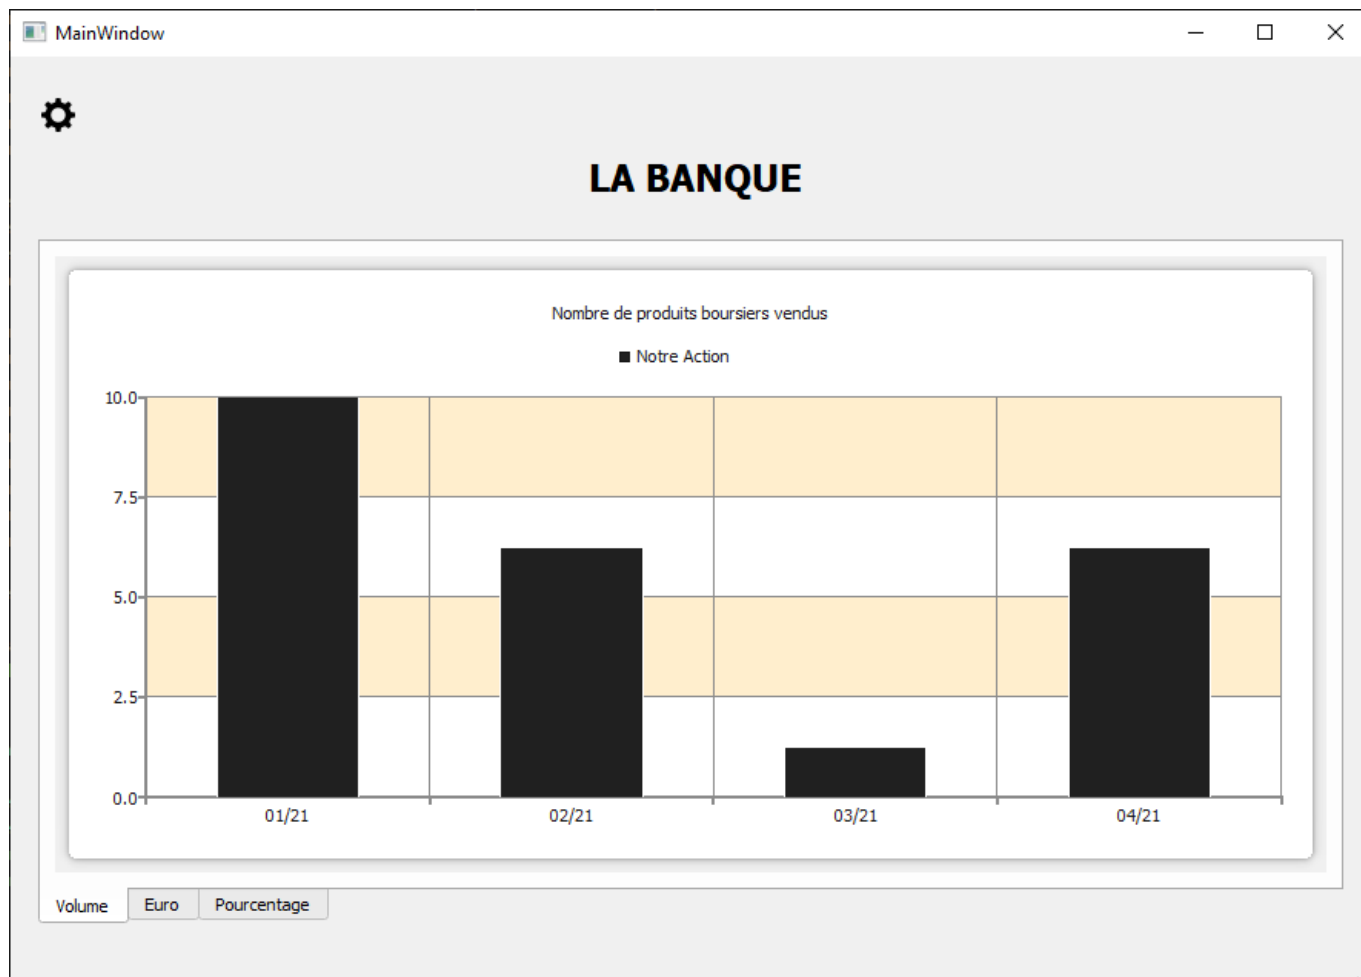 MainWindow
LA BANQUE
Nombre de produits boursiers vendus
Notre Action
10.0
7.5
5.0
2.5
0.0
01/21 02/21 03/21 04/21
Volume Euro Pourcentage